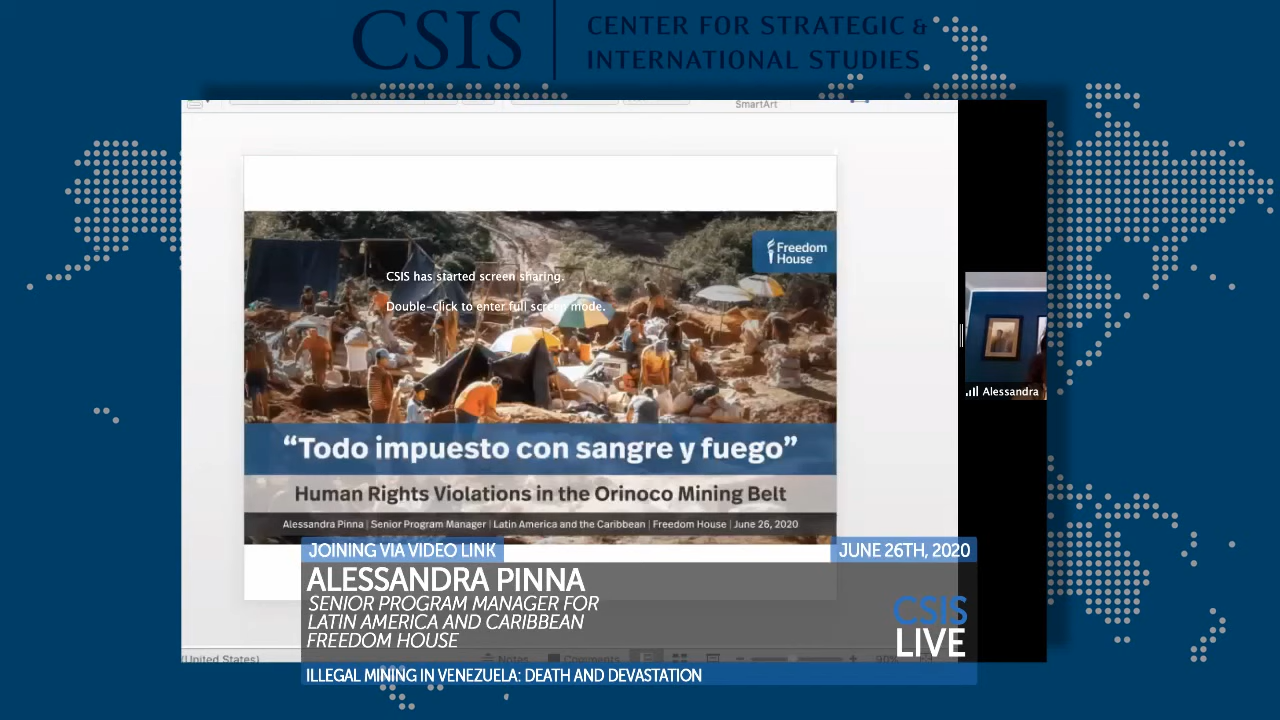 CSIS
CENTER FOR STRATEGIC &
INTERNATIONAL STUDIES
SmartArt
Freedom
House
CSIS has started screen sharing.
Double-click to enter full screen mode.
Alessandra
“Todo impuesto con sangre y fuego”
Human Rights Violations in the Orinoco Mining Belt
Alessandra Pinna | Senior Program Manager | Latin America and the Caribbean | Freedom House | June 26, 2020
JOINING VIA VIDEO LINK
JUNE 26TH, 2020
ALESSANDRA PINNA
SENIOR PROGRAM MANAGER FOR
LATIN AMERICA AND CARIBBEAN
FREEDOM HOUSE
CSIS
LIVE
(United States)
Notes
Comments
90%
ILLEGAL MINING IN VENEZUELA: DEATH AND DEVASTATION